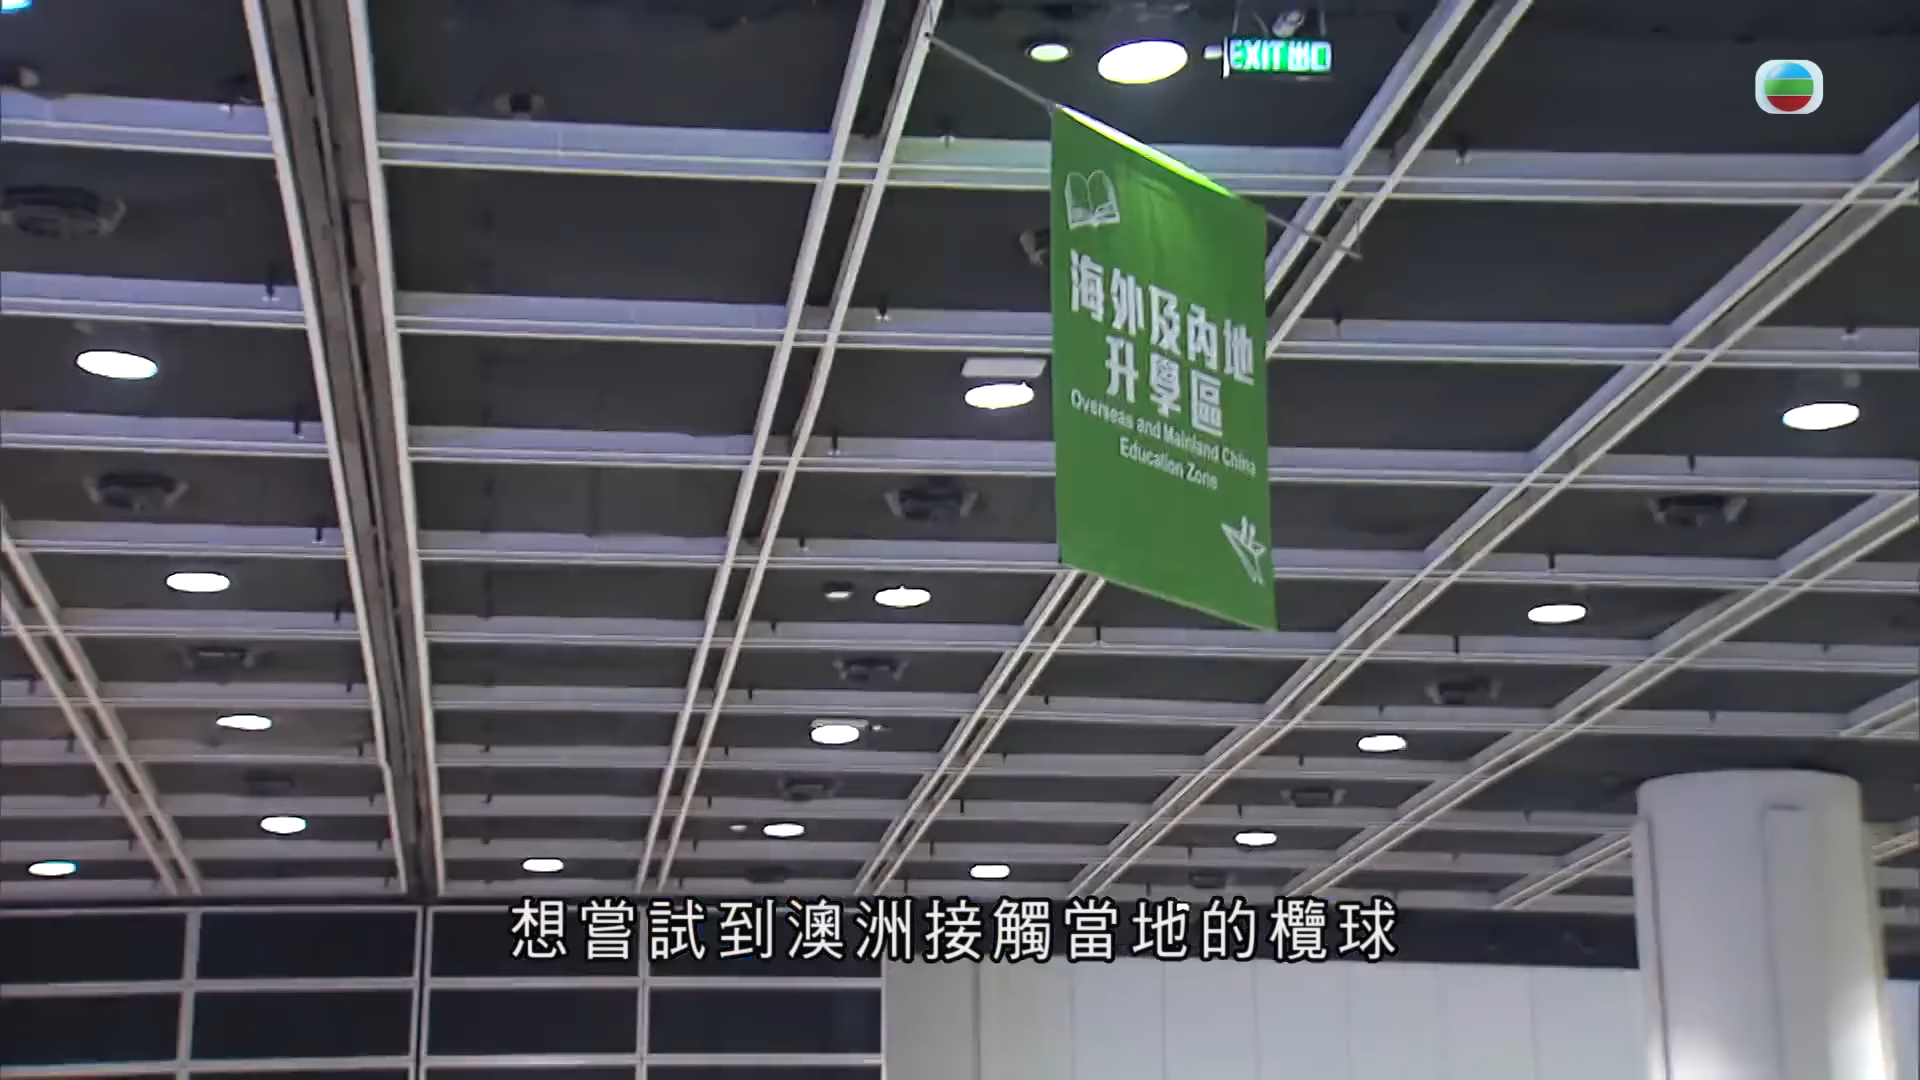 EXIT 出口
海外及內地
升學區
Overseas and Mainland China
Education Zone
想嘗試到澳洲接觸當地的欖球